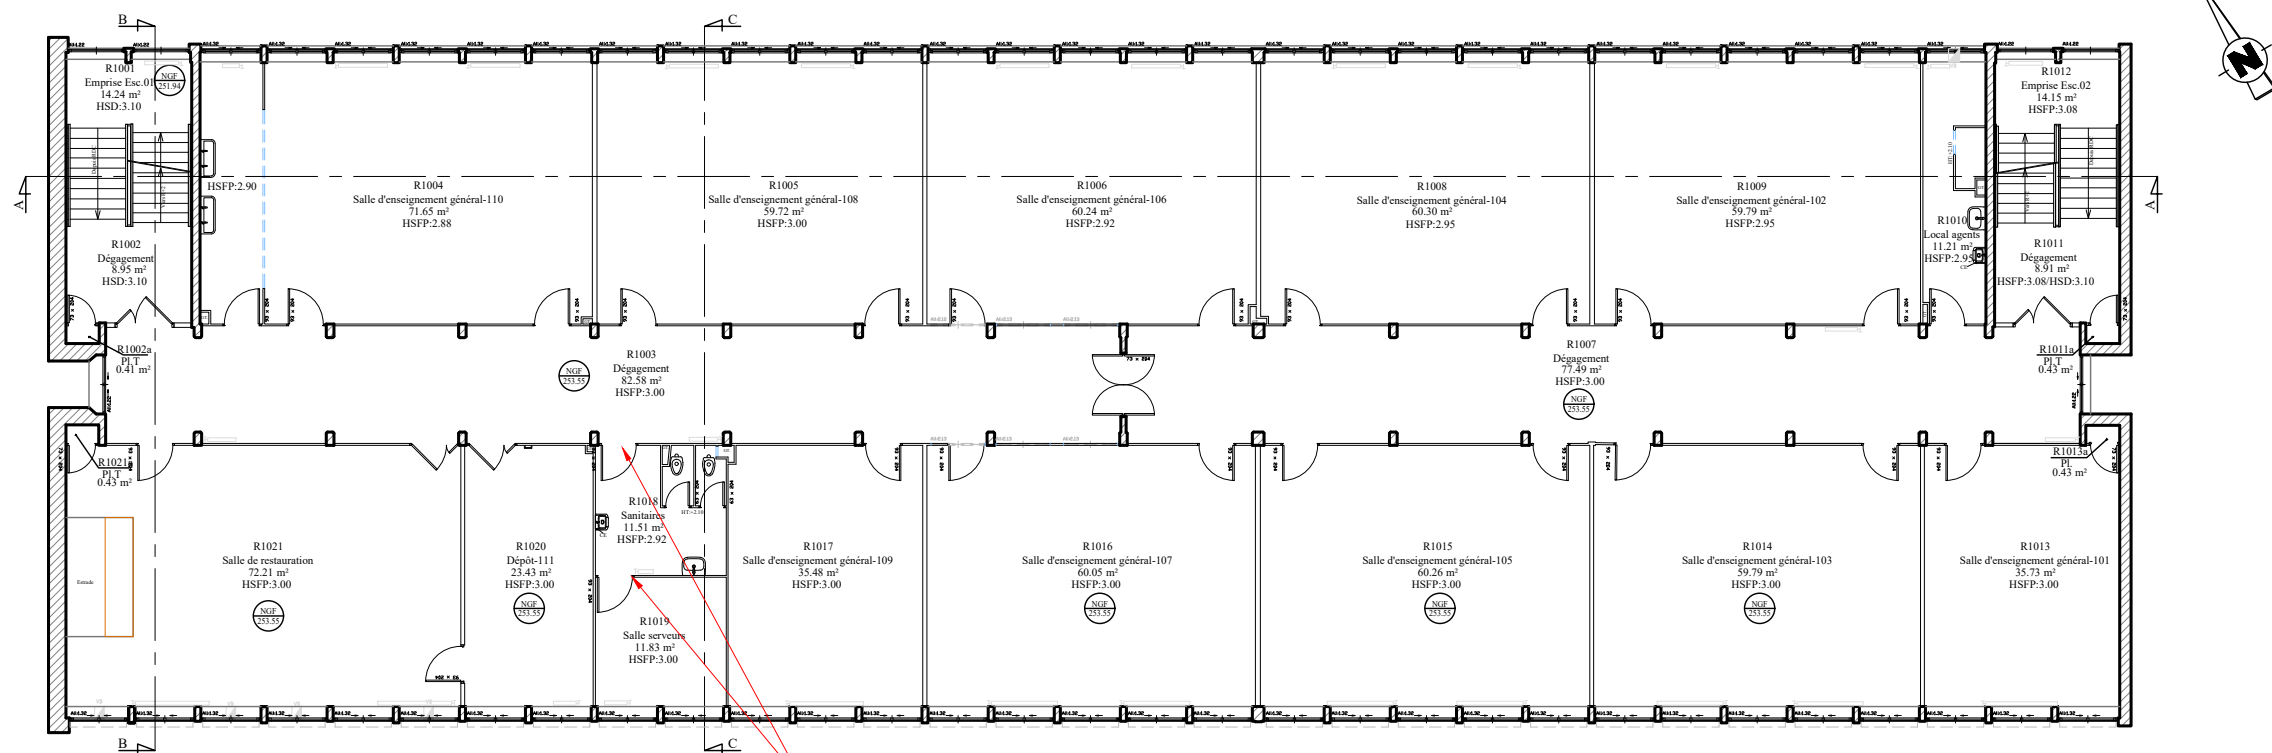 B
C
N
R1001
Emprise Esc.01
14.24 m²
HSD:3.10
NGF
251.94
R1012
Emprise Esc.02
14.15 m²
HSFP:3.08
A
HSFP:2.90
R1004
Salle d'enseignement général-110
71.65 m²
HSFP:2.88
R1005
Salle d'enseignement général-108
59.72 m²
HSFP:3.00
R1006
Salle d'enseignement général-106
60.24 m²
HSFP:2.92
R1008
Salle d'enseignement général-104
60.30 m²
HSFP:2.95
R1009
Salle d'enseignement général-102
59.79 m²
HSFP:2.95
A
R1010
Local agents
11.21 m²
HSFP:2.95
CE
R1002
Dégagement
8.95 m²
HSD:3.10
R1011
Dégagement
8.91 m²
HSFP:3.08/HSD:3.10
R1002a
Pl.T
0.41 m²
NGF
253.55
R1003
Dégagement
82.58 m²
HSFP:3.00
73 x 204
R1007
Dégagement
77.49 m²
HSFP:3.00
NGF
253.55
R1011a
Pl.T
0.43 m²
R1021a
Pl.T
0.43 m²
R1013a
Pl.
0.43 m²
R1018
Sanitaires
11.51 m²
HSFP:2.92
HT:=2.10
CE
Estrade
R1021
Salle de restauration
72.21 m²
HSFP:3.00
NGF
253.55
R1020
Dépôt-111
23.43 m²
HSFP:3.00
NGF
253.55
R1017
Salle d'enseignement général-109
35.48 m²
HSFP:3.00
R1016
Salle d'enseignement général-107
60.05 m²
HSFP:3.00
NGF
253.55
R1015
Salle d'enseignement général-105
60.26 m²
HSFP:3.00
NGF
253.55
R1014
Salle d'enseignement général-103
59.79 m²
HSFP:3.00
NGF
253.55
R1013
Salle d'enseignement général-101
35.73 m²
HSFP:3.00
R1019
Salle serveurs
11.83 m²
HSFP:3.00
B
C